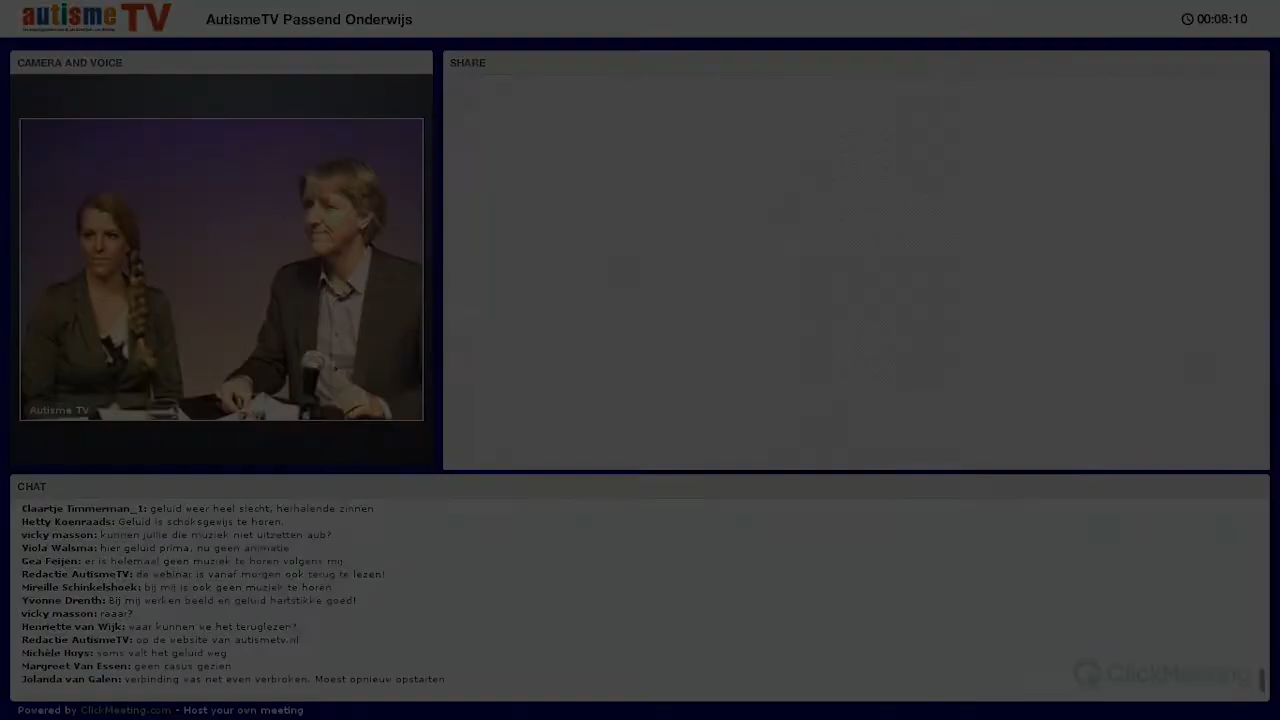 autisme TV
AutismeTV Passend Onderwijs
00:08:10
CAMERA AND VOICE
SHARE
Autisme TV
CHAT
Claartje Timmerman_1: geluid weer heel slecht, herhalende zinnen
Hetty Koenraads: Geluid is schoksgewijs te horen.
vicky masson: kunnen jullie die muziek niet uitzetten aub?
Viola Walsma: hier geluid prima, nu geen animatie
Gea Feijen: er is helemaal geen muziek te horen volgens mij
Redactie AutismeTV: de webinar is vanaf morgen ook terug te lezen!
Mireille Schinkelshoek: bij mij is ook geen muziek te horen
Yvonne Drenth: Bij mij werken beeld en geluid hartstikke goed!
vicky masson: raaar?
Henriette van Wijk: waar kunnen we het teruglezen?
Redactie AutismeTV: op de website van autismetv.nl
Michèle Huys: soms valt het geluid weg
Margreet Van Essen: geen casus gezien
Jolanda van Galen: verbinding was net even verbroken. Moest opnieuw opstarten
ClickMeeting
Powered by ClickMeeting.com - Host your own meeting